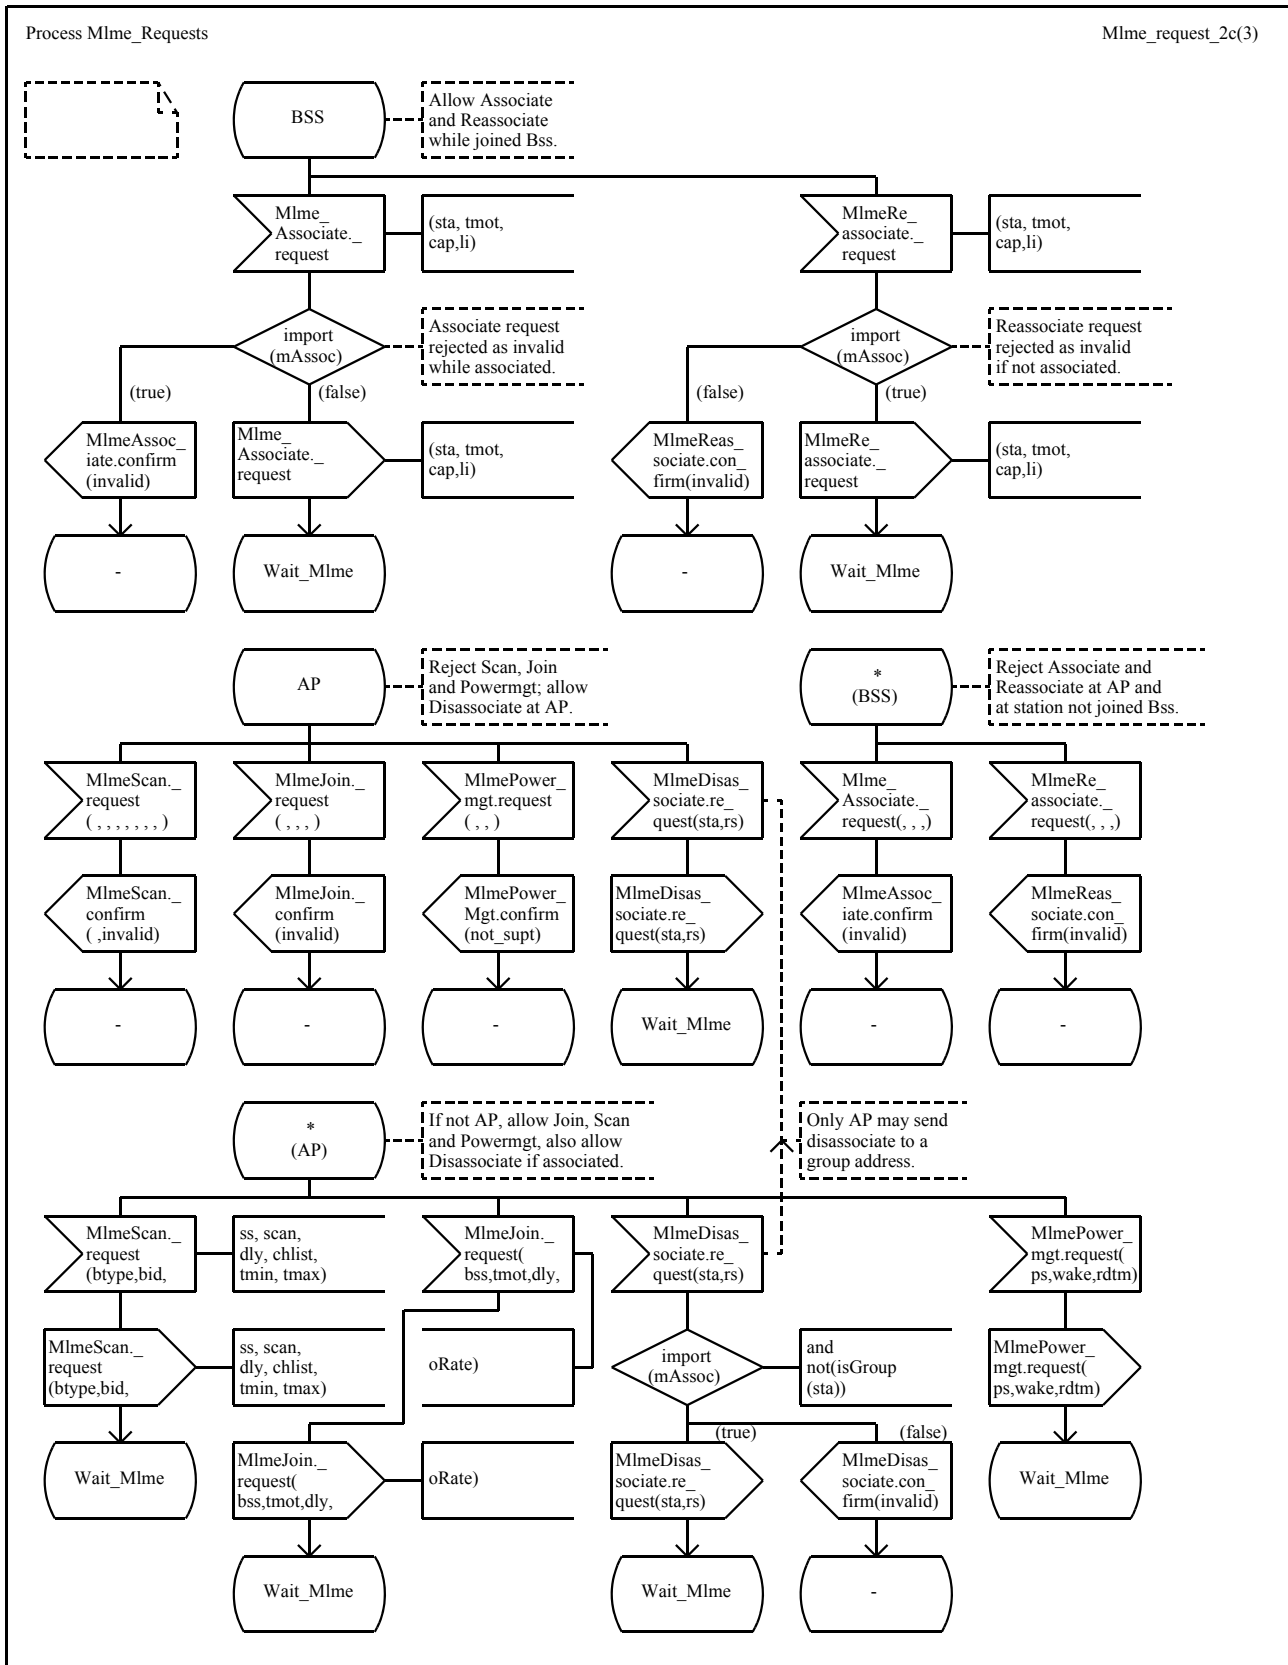 Process Mlme_Requests
Mlme_request_2c(3)
BSS
Allow Associate
and Reassociate
while joined Bss.
Mlme_
Associate._
request
(sta, tmot,
cap,li)
MlmeRe_
associate._
request
(sta, tmot,
cap,li)
import
(mAssoc)
Associate request
rejected as invalid
while associated.
import
(mAssoc)
Reassociate request
rejected as invalid
if not associated.
(true)
(false)
(false)
(true)
MlmeAssoc_
iate.confirm
(invalid)
Mlme_
Associate._
request
(sta, tmot,
cap,li)
MlmeReas_
sociate.con_
firm(invalid)
MlmeRe_
associate._
request
(sta, tmot,
cap,li)
-
Wait_Mlme
-
Wait_Mlme
AP
Reject Scan, Join
and Powermgt; allow
Disassociate at AP.
*
(BSS)
Reject Associate and
Reassociate at AP and
at station not joined Bss.
MlmeScan._
request
( , , , , , , , )
MlmeJoin._
request
( , , , )
MlmePower_
mgt.request
( , , )
MlmeDisas_
sociate.re_
quest(sta,rs)
Mlme_
Associate._
request(, , ,)
MlmeRe_
associate._
request(, , ,)
MlmeScan._
confirm
( ,invalid)
MlmeJoin._
confirm
(invalid)
MlmePower_
Mgt.confirm
(not_supt)
MlmeDisas_
sociate.re_
quest(sta,rs)
MlmeAssoc_
iate.confirm
(invalid)
MlmeReas_
sociate.con_
firm(invalid)
-
-
-
Wait_Mlme
-
-
*
(AP)
If not AP, allow Join, Scan
and Powermgt, also allow
Disassociate if associated.
Only AP may send
disassociate to a
group address.
MlmeScan._
request
(btype,bid,
ss, scan,
dly, chlist,
tmin, tmax)
MlmeJoin._
request(
bss,tmot,dly,
MlmeDisas_
sociate.re_
quest(sta,rs)
MlmePower_
mgt.request(
ps,wake,rdtm)
MlmeScan._
request
(btype,bid,
ss, scan,
dly, chlist,
tmin, tmax)
oRate)
import
(mAssoc)
and
not(isGroup
(sta))
MlmePower_
mgt.request(
ps,wake,rdtm)
(true)
(false)
Wait_Mlme
MlmeJoin._
request(
bss,tmot,dly,
oRate)
MlmeDisas_
sociate.re_
quest(sta,rs)
MlmeDisas_
sociate.con_
firm(invalid)
Wait_Mlme
Wait_Mlme
Wait_Mlme
-